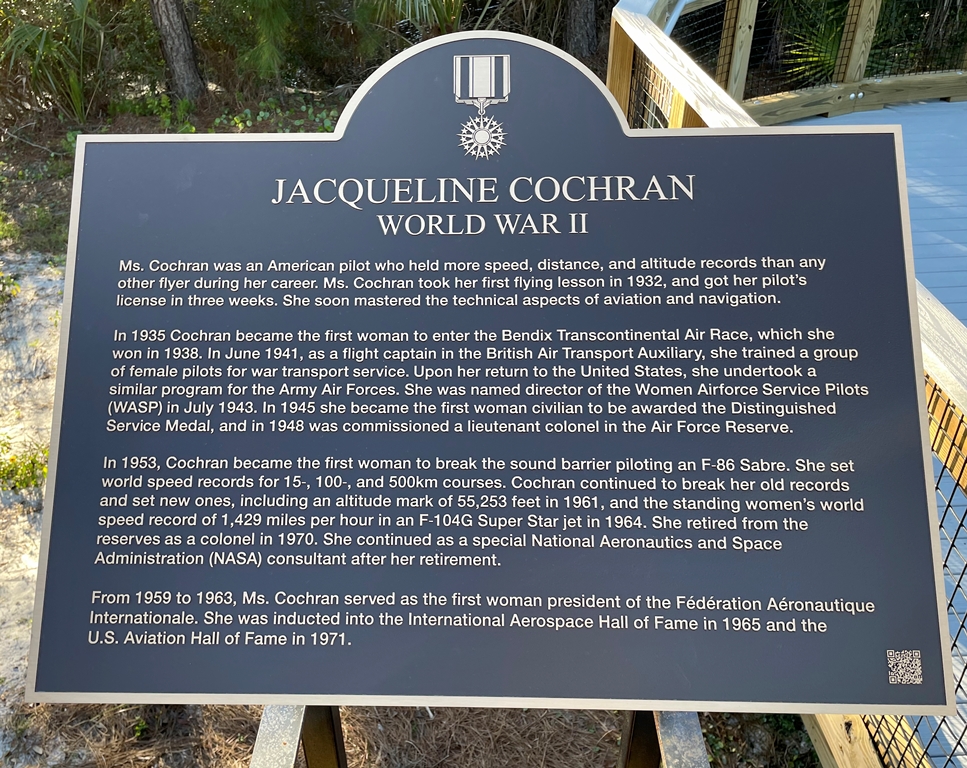 JACQUELINE COCHRAN
WORLD WAR II
Ms. Cochran was an American pilot who held more speed, distance, and altitude records than any
other flyer during her career. Ms. Cochran took her first flying lesson in 1932, and got her pilot's
license in three weeks. She soon mastered the technical aspects of aviation and navigation.
In 1935 Cochran became the first woman to enter the Bendix Transcontinental Air Race, which she
won in 1938. In June 1941, as a flight captain in the British Air Transport Auxiliary, she trained a group
of female pilots for war transport service. Upon her return to the United States, she undertook a
similar program for the Army Air Forces. She was named director of the Women Airforce Service Pilots
(WASP) in July 1943. In 1945 she became the first woman civilian to be awarded the Distinguished
Service Medal, and in 1948 was commissioned a lieutenant colonel in the Air Force Reserve.
In 1953, Cochran became the first woman to break the sound barrier piloting an F-86 Sabre. She set
world speed records for 15-, 100-, and 500km courses. Cochran continued to break her old records
and set new ones, including an altitude mark of 55,253 feet in 1961, and the standing women's world
speed record of 1,429 miles per hour in an F-104G Super Star jet in 1964. She retired from the
reserves as a colonel in 1970. She continued as a special National Aeronautics and Space
Administration (NASA) consultant after her retirement.
From 1959 to 1963, Ms. Cochran served as the first woman president of the Fédération Aéronautique
Internationale. She was inducted into the International Aerospace Hall of Fame in 1965 and the
U.S. Aviation Hall of Fame in 1971.